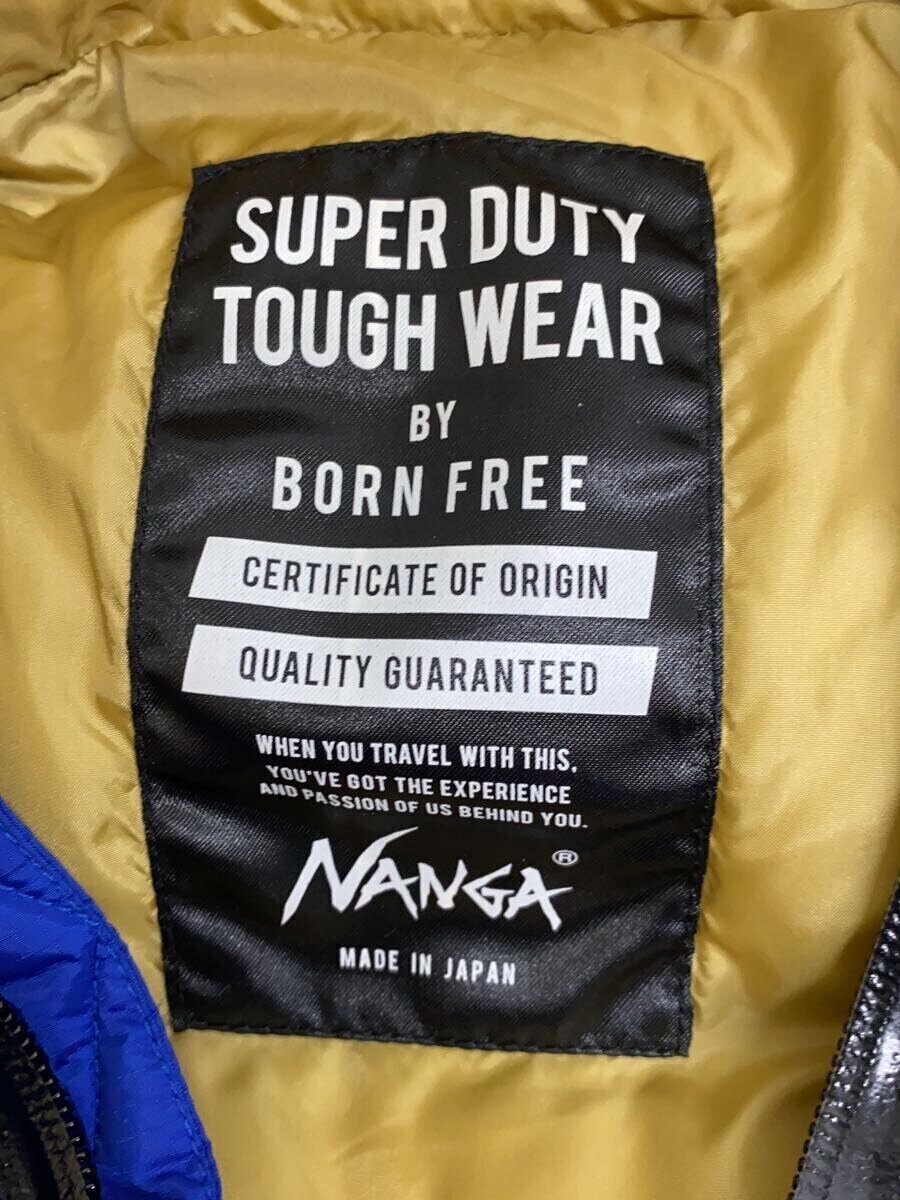 SUPER DUTY
TOUGH WEAR
BY
BORN FREE
CERTIFICATE OF ORIGIN
QUALITY GUARANTEED
WHEN YOU TRAVEL WITH THIS,
YOU'VE GOT THE EXPERIENCE
AND PASSION OF US BEHIND YOU.
NANGA®
MADE IN JAPAN